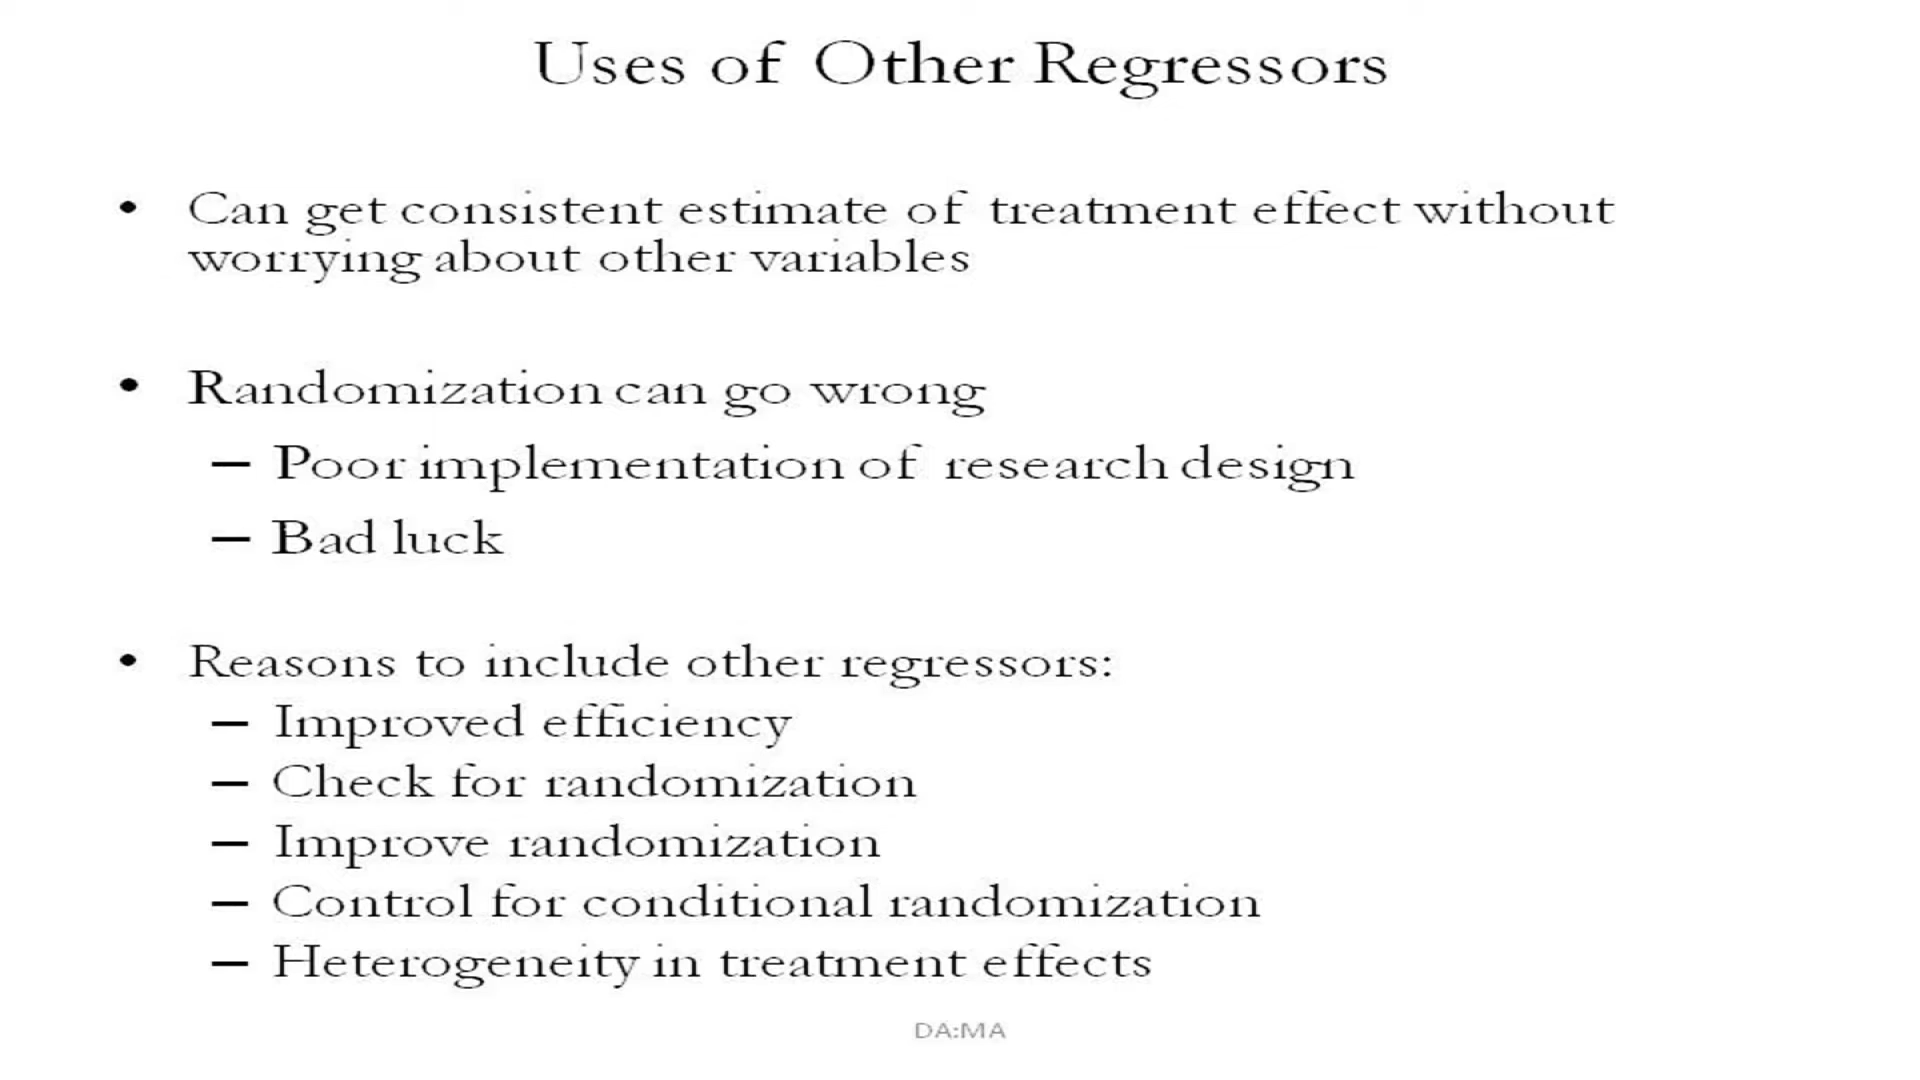 Uses of Other Regressors
• Can get consistent estimate of treatment effect without
worrying about other variables
• Randomization can go wrong
– Poor implementation of research design
– Bad luck
• Reasons to include other regressors:
– Improved efficiency
– Check for randomization
– Improve randomization
– Control for conditional randomization
– Heterogeneity in treatment effects
DA:MA